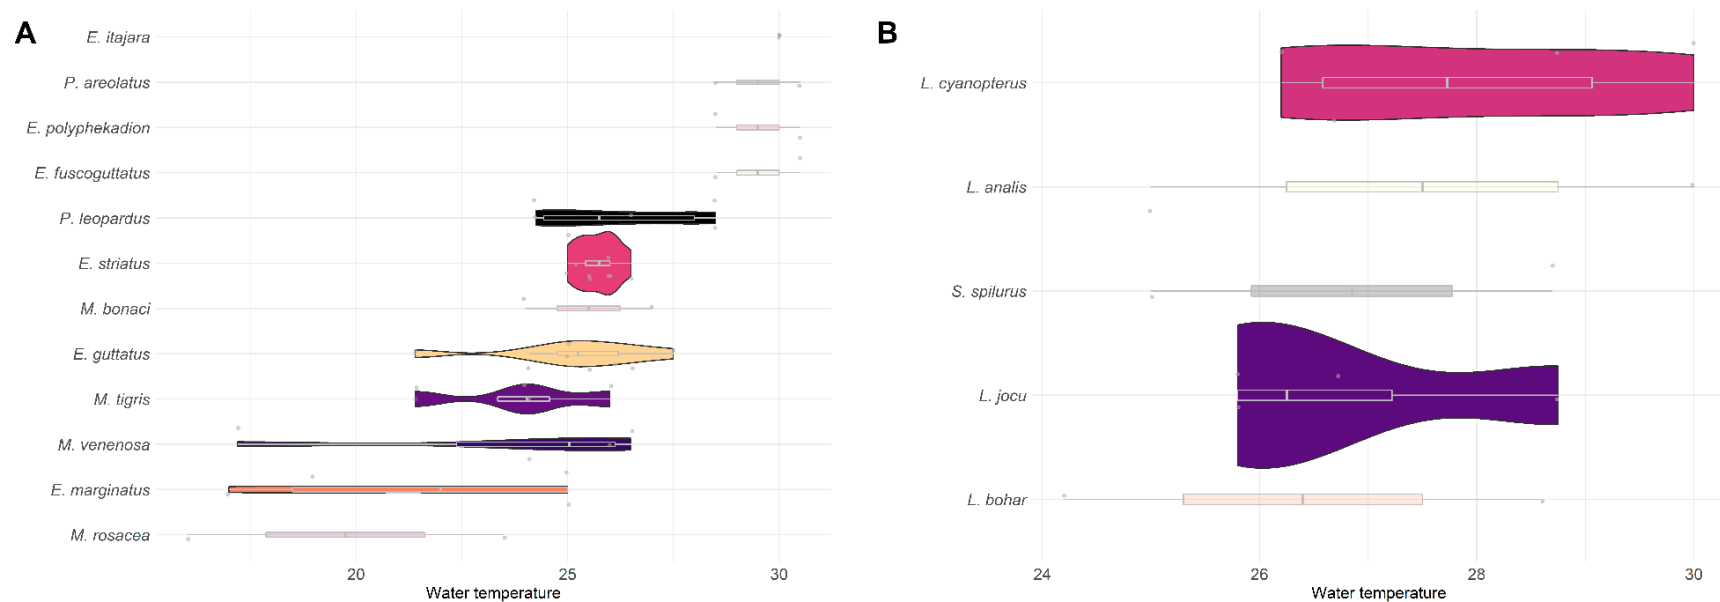 A
E. itajara
P. areolatus
E. polyphekadion
E. fuscoguttatus
P. leopardus
E. striatus
M. bonaci
E. guttatus
M. tigris
M. venenosa
E. marginatus
M. rosacea
20 25 30
Water temperature
B
L. cyanopterus
L. analis
S. spilurus
L. jocu
L. bohar
24 26 28 30
Water temperature